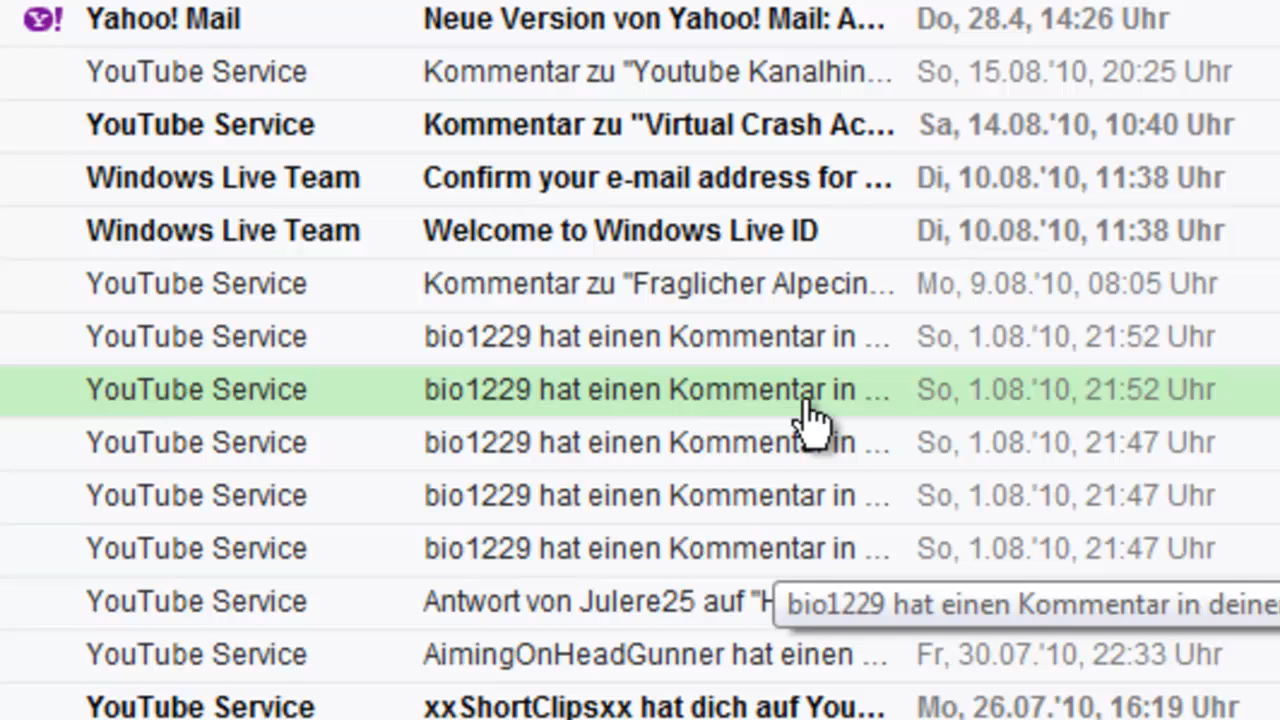 Y! Yahoo! Mail Neue Version von Yahoo! Mail: A... Do, 28.4, 14:26 Uhr
YouTube Service Kommentar zu "Youtube Kanalhin... So, 15.08.'10, 20:25 Uhr
YouTube Service Kommentar zu "Virtual Crash Ac... Sa, 14.08.'10, 10:40 Uhr
Windows Live Team Confirm your e-mail address for ... Di, 10.08.'10, 11:38 Uhr
Windows Live Team Welcome to Windows Live ID Di, 10.08.'10, 11:38 Uhr
YouTube Service Kommentar zu "Fraglicher Alpecin... Mo, 9.08.'10, 08:05 Uhr
YouTube Service bio1229 hat einen Kommentar in ... So, 1.08.'10, 21:52 Uhr
YouTube Service bio1229 hat einen Kommentar in ... So, 1.08.'10, 21:52 Uhr
YouTube Service bio1229 hat einen Kommentar in ... So, 1.08.'10, 21:47 Uhr
YouTube Service bio1229 hat einen Kommentar in ... So, 1.08.'10, 21:47 Uhr
YouTube Service bio1229 hat einen Kommentar in ... So, 1.08.'10, 21:47 Uhr
YouTube Service Antwort von Julere25 auf "H
bio1229 hat einen Kommentar in deine
YouTube Service AimingOnHeadGunner hat einen ... Fr, 30.07.'10, 22:33 Uhr
YouTube Service xxShortClipsxx hat dich auf You... Mo, 26.07.'10, 16:19 Uhr